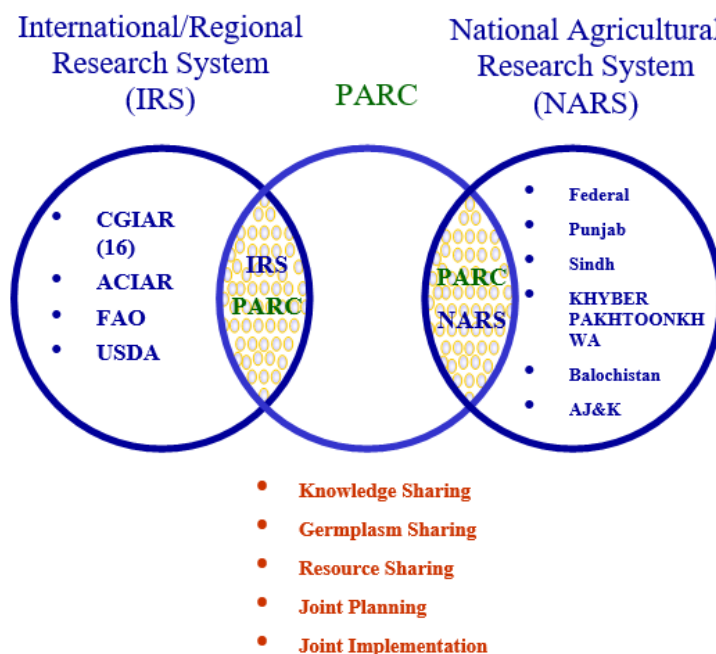 International/Regional
Research System
(IRS)
PARC
National Agricultural
Research System
(NARS)
• CGIAR
(16)
• ACIAR
• FAO
• USDA
IRS
PARC
PARC
NARS
• Federal
• Punjab
• Sindh
• KHYBER
PAKHTOONKH
WA
• Balochistan
• AJ&K
• Knowledge Sharing
• Germplasm Sharing
• Resource Sharing
• Joint Planning
• Joint Implementation